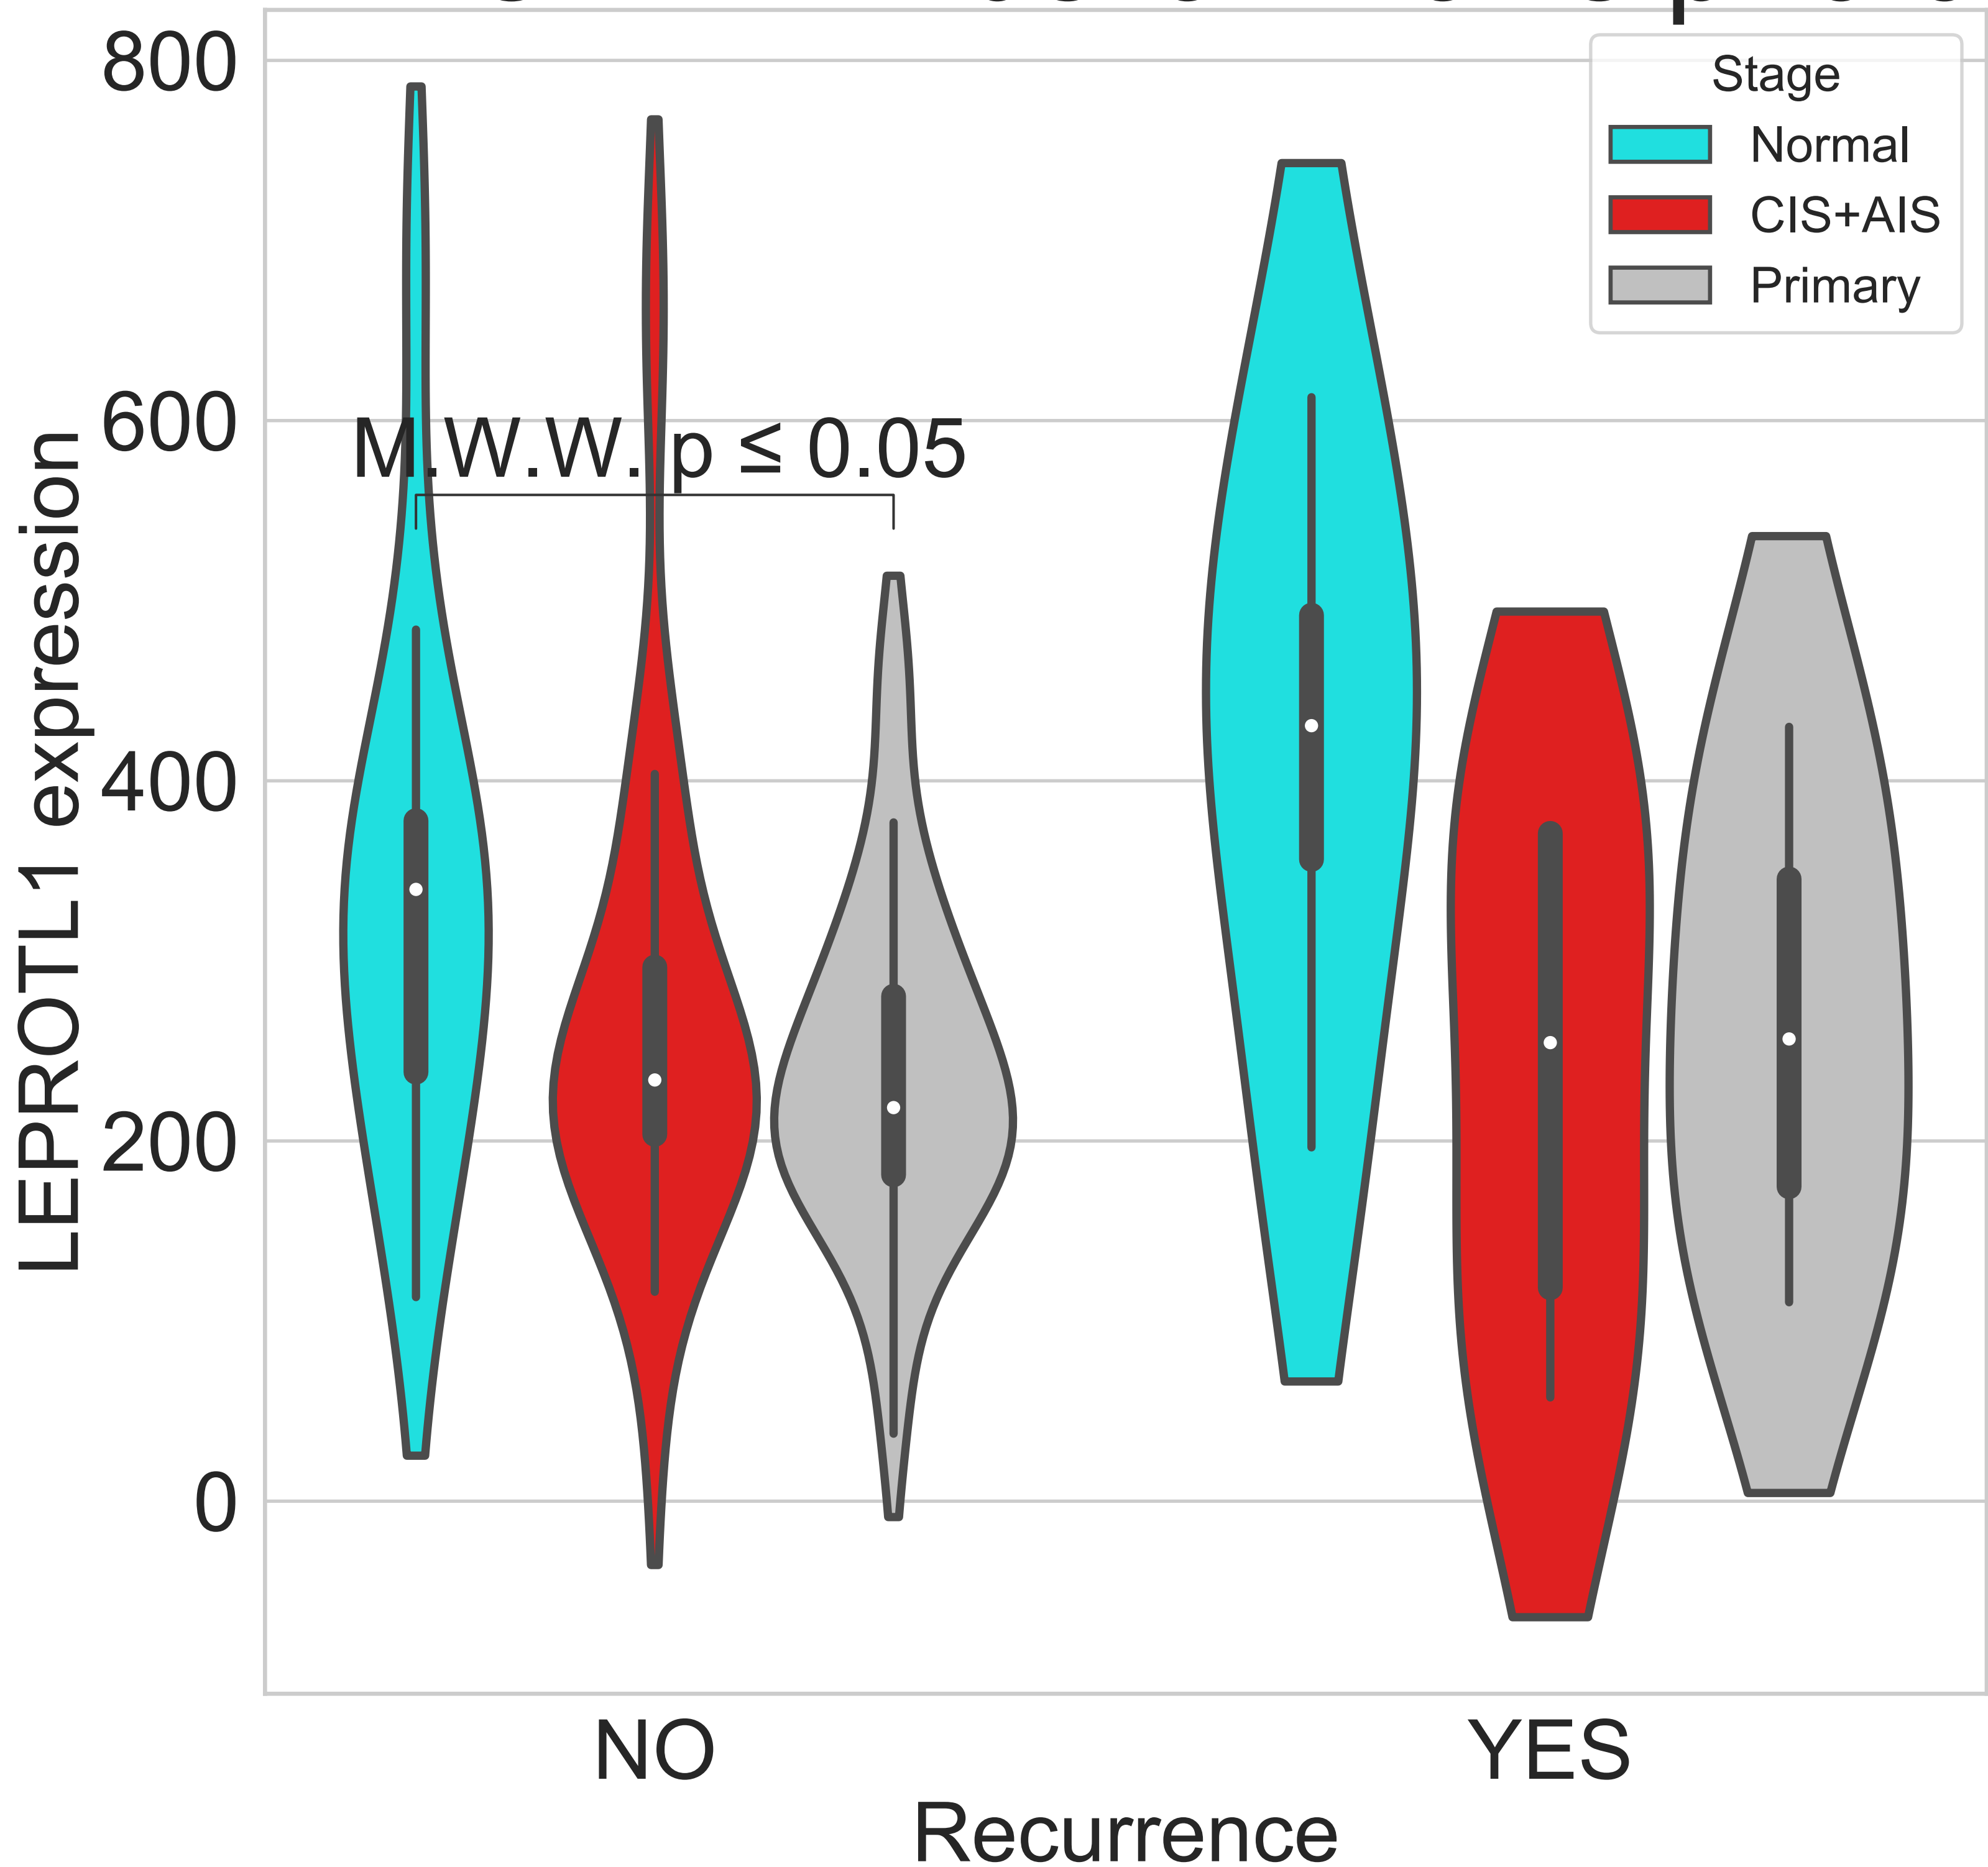 800
600
400
200
0
LEPROTL1 expression
Stage
Normal
CIS+AIS
Primary
M.W.W. p ≤ 0.05
NO
YES
Recurrence